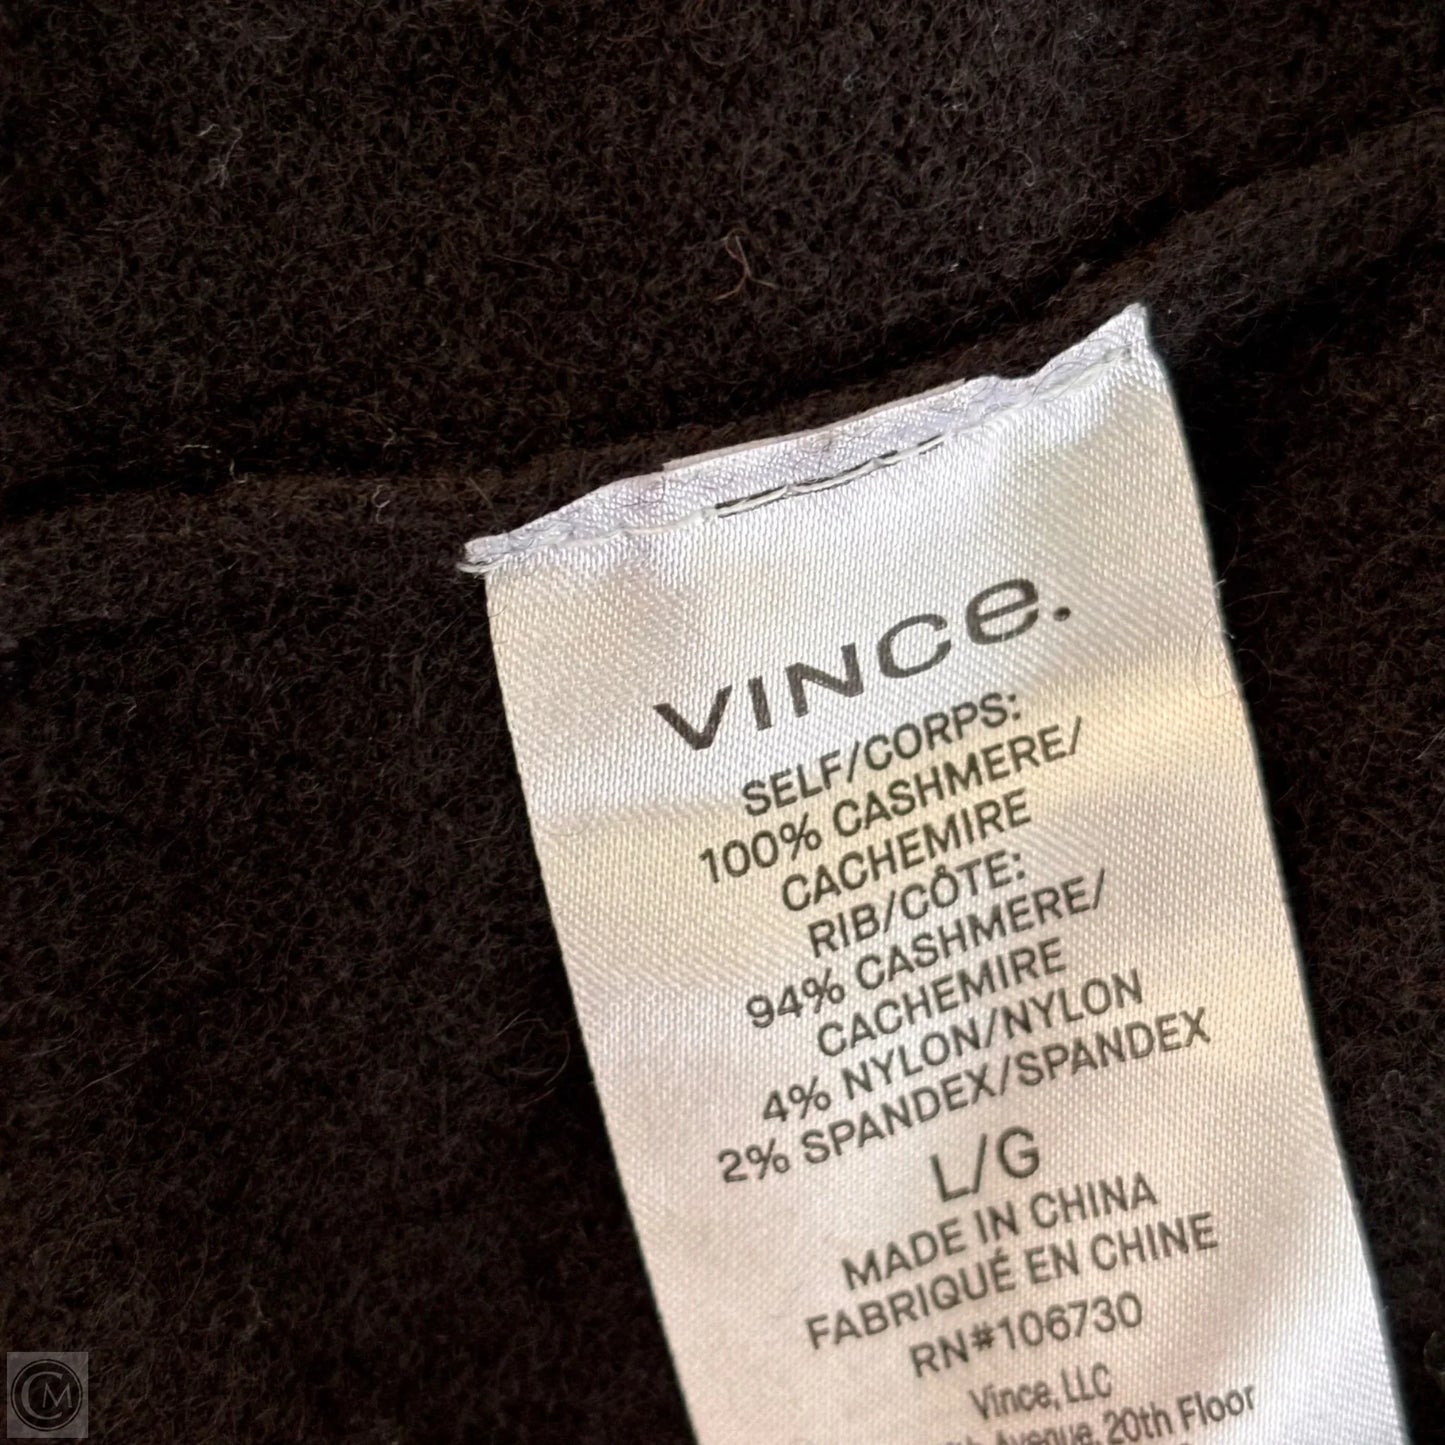 VINCe.
SELF/CORPS:
100% CASHMERE/
CACHEMIRE
RIB/CÔTE:
94% CASHMERE/
CACHEMIRE
4% NYLON/NYLON
2% SPANDEX/SPANDEX
L/G
MADE IN CHINA
FABRIQUÉ EN CHINE
RN#106730
Vince, LLC
Avenue, 20th Floor
CM